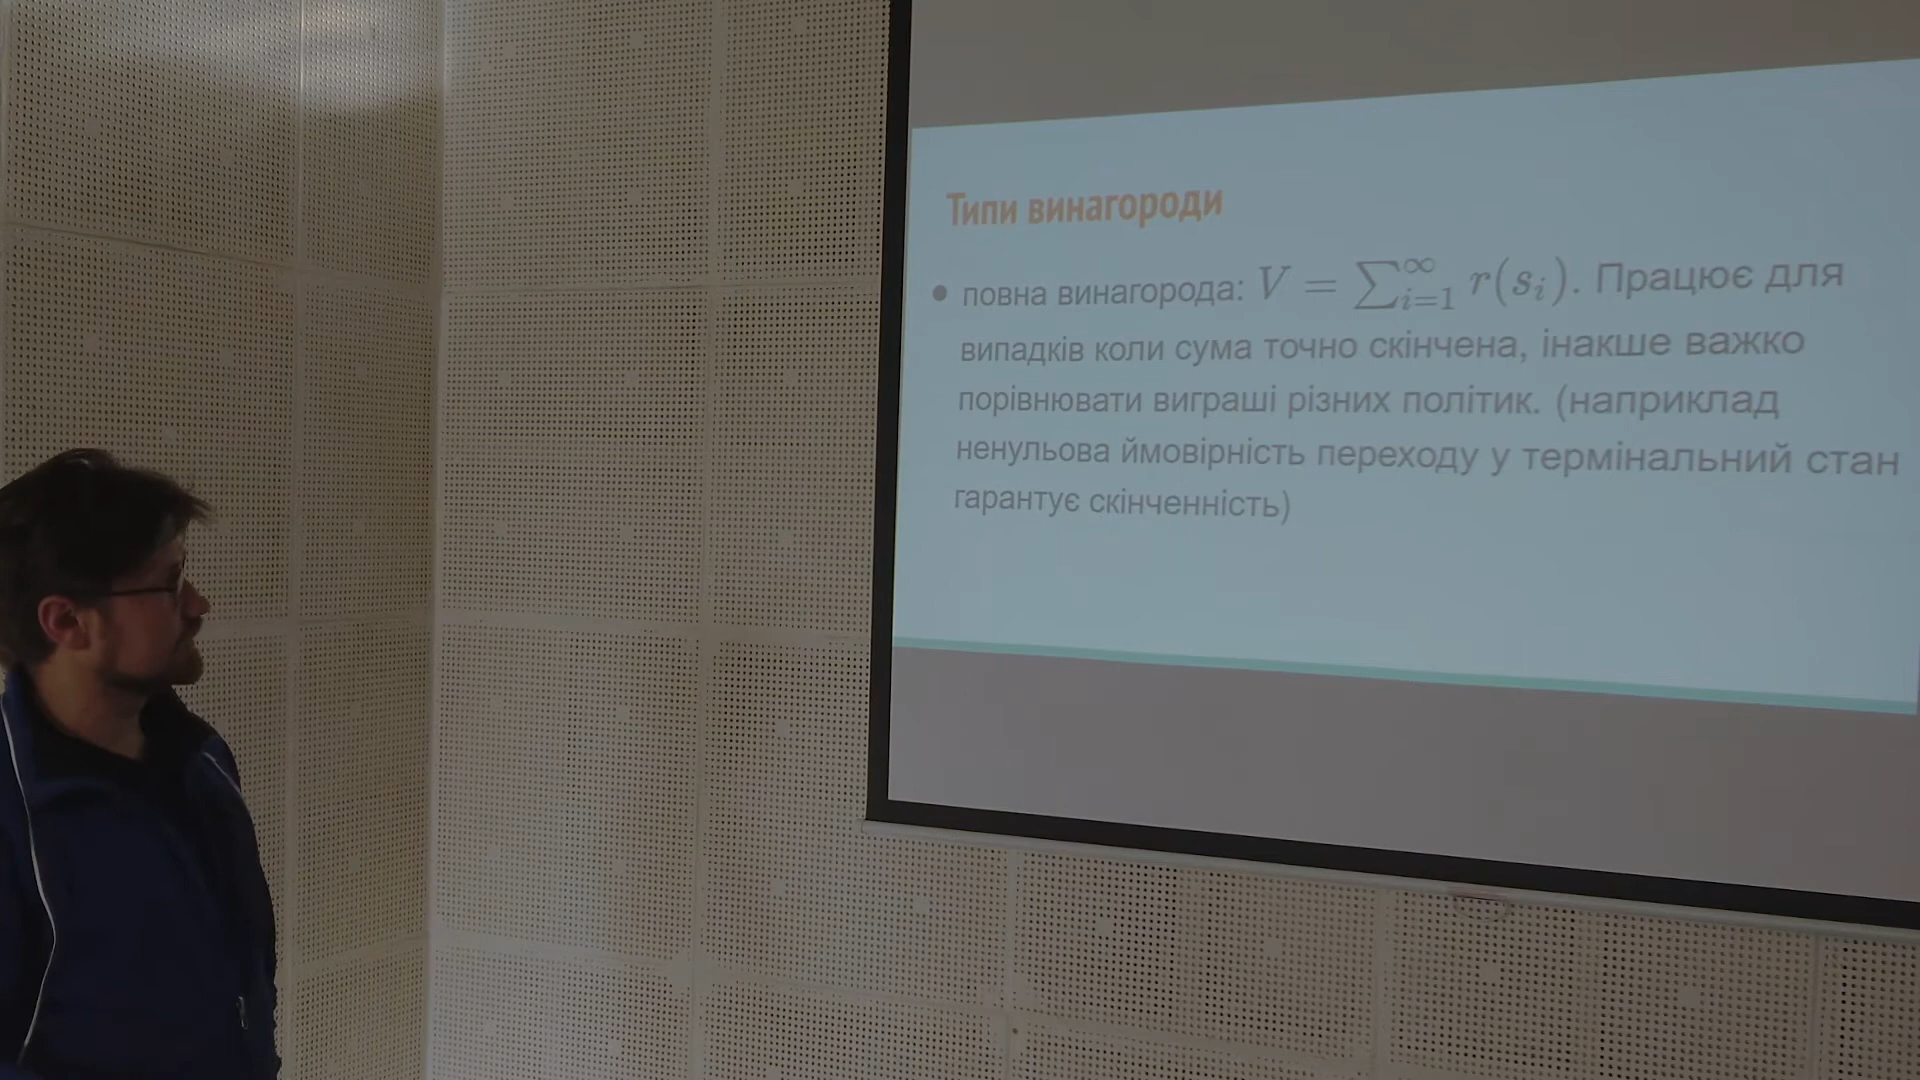 Типи винагороди
• повна винагорода: V = ∑_{i=1}^{∞} r(s_i). Працює для
випадків коли сума точно скінчена, інакше важко
порівнювати виграші різних політик. (наприклад
ненульова ймовірність переходу у термінальний стан
гарантує скінченність)